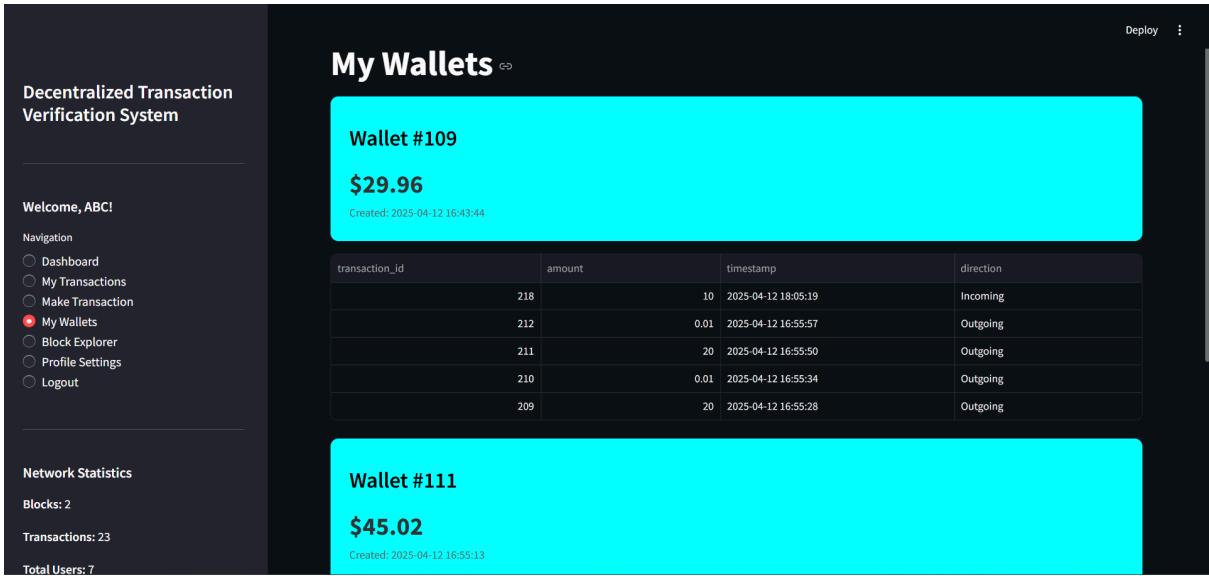 Deploy
Decentralized Transaction
Verification System
Welcome, ABC!
Navigation
Dashboard
My Transactions
Make Transaction
My Wallets
Block Explorer
Profile Settings
Logout
Network Statistics
Blocks: 2
Transactions: 23
Total Users: 7
My Wallets
Wallet #109
$29.96
Created: 2025-04-12 16:43:44
transaction_id amount timestamp direction
218 10 2025-04-12 18:05:19 Incoming
212 0.01 2025-04-12 16:55:57 Outgoing
211 20 2025-04-12 16:55:50 Outgoing
210 0.01 2025-04-12 16:55:34 Outgoing
209 20 2025-04-12 16:55:28 Outgoing
Wallet #111
$45.02
Created: 2025-04-12 16:55:13